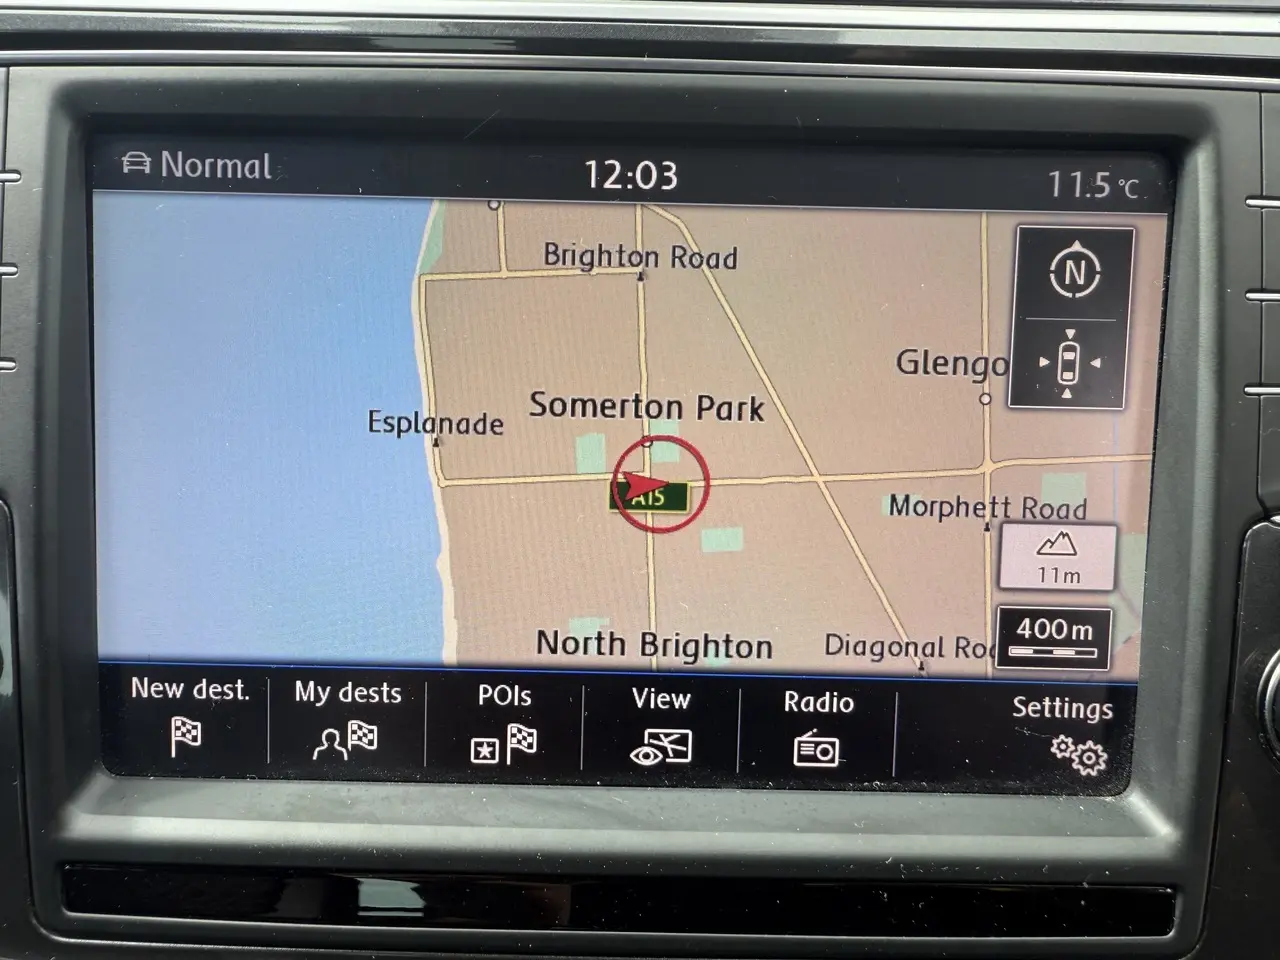 Normal
12:03
11.5 °C
Brighton Road
N
Glengo
Somerton Park
Esplanade
A15
Morphett Road
11m
400m
North Brighton
Diagonal Ro
New dest.
My dests
POIs
View
Radio
Settings